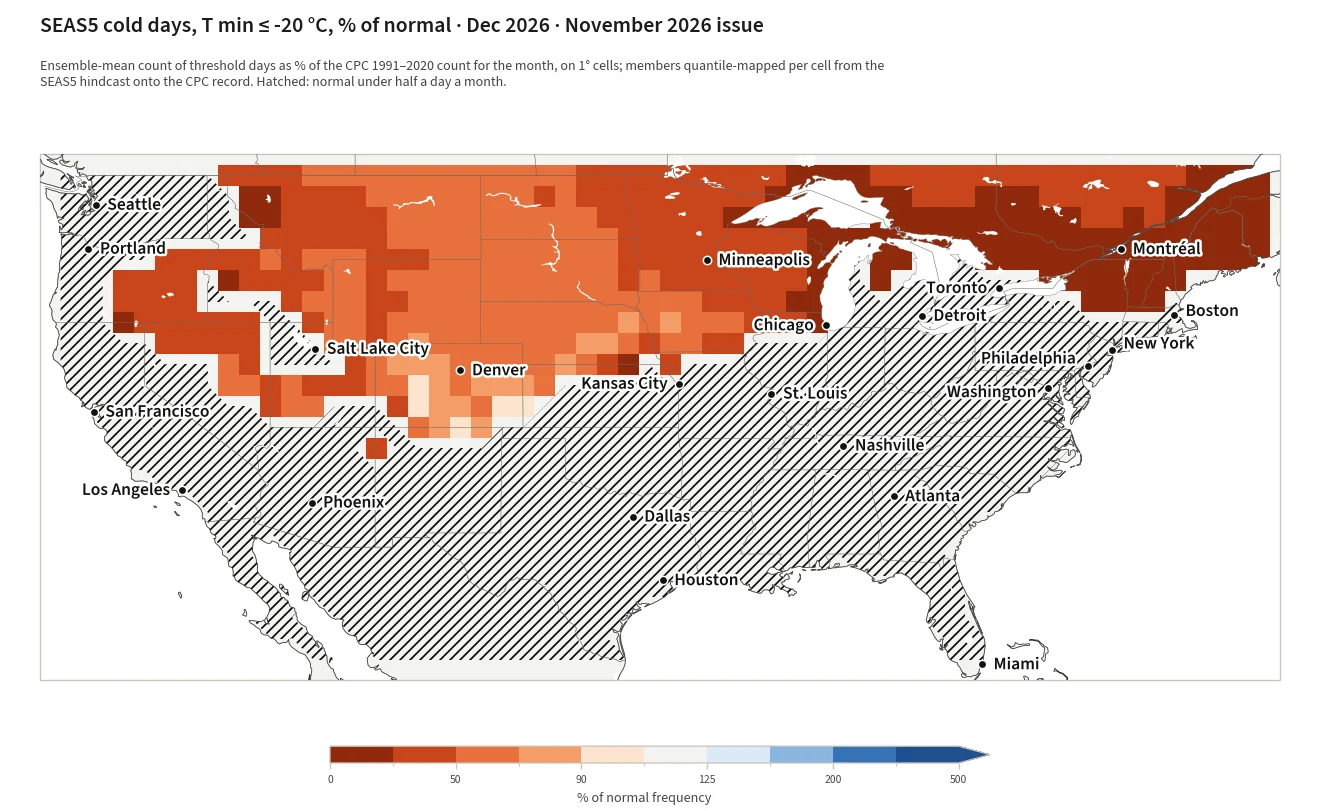 SEAS5 cold days, T min ≤ -20 °C, % of normal · Dec 2026 · November 2026 issue
Ensemble-mean count of threshold days as % of the CPC 1991–2020 count for the month, on 1° cells; members quantile-mapped per cell from the
SEAS5 hindcast onto the CPC record. Hatched: normal under half a day a month.
Seattle
Portland
Montréal
Minneapolis
Toronto
Boston
Detroit
Chicago
New York
Salt Lake City
Philadelphia
Denver
Kansas City
Washington
St. Louis
San Francisco
Nashville
Los Angeles
Atlanta
Phoenix
Dallas
Houston
Miami
0 50 90 125 200 500
% of normal frequency